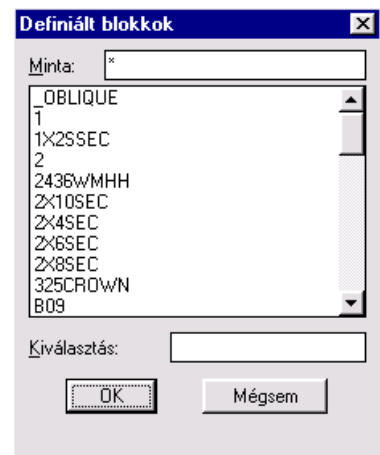 Definiált blokkok
Minta: *
_OBLIQUE
1
1X2SSEC
2
2436WMHH
2X10SEC
2X4SEC
2X6SEC
2X8SEC
325CROWN
B09
Kiválasztás:
OK Mégsem